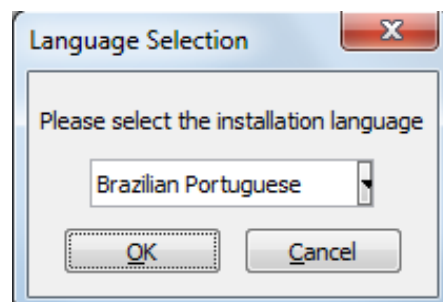 Language Selection
Please select the installation language
Brazilian Portuguese
OK
Cancel